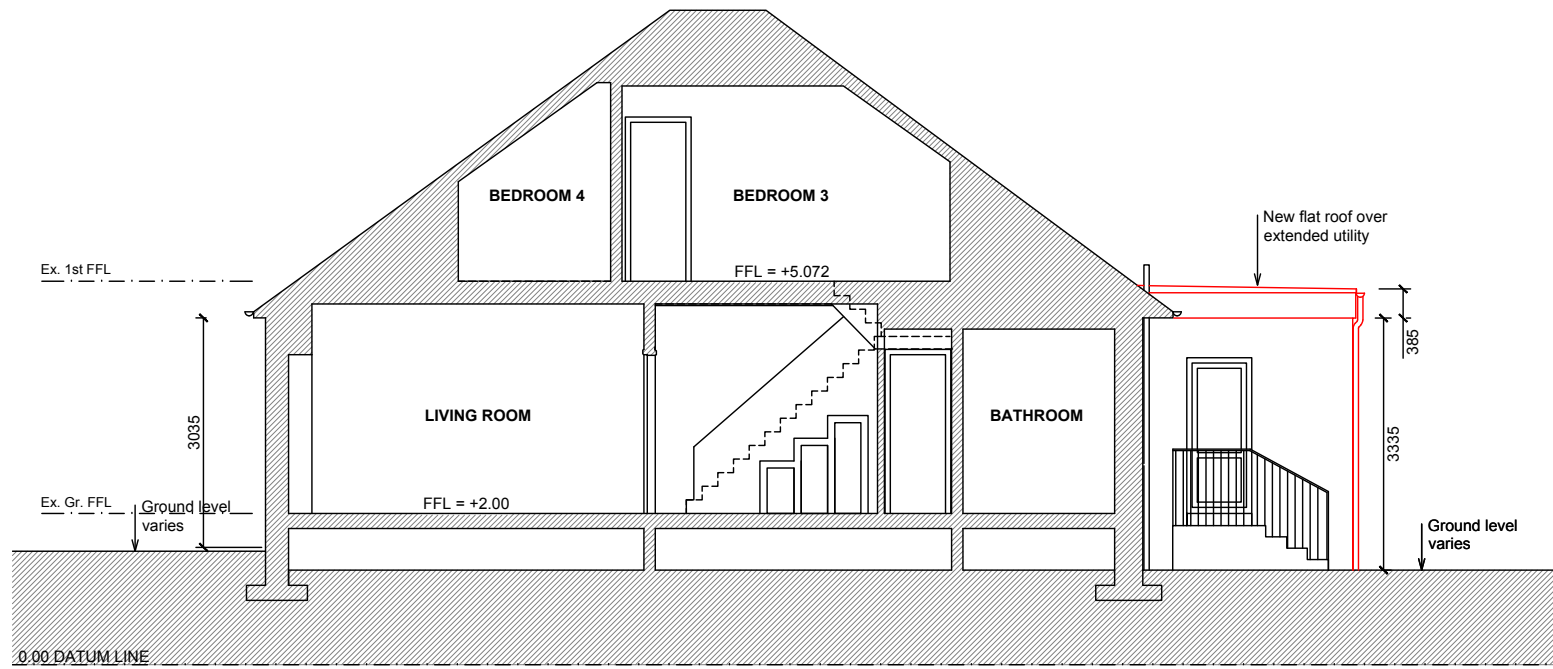 BEDROOM 4
BEDROOM 3
New flat roof over
extended utility
Ex. 1st FFL
FFL = +5.072
385
3035
LIVING ROOM
BATHROOM
3335
Ex. Gr. FFL
Ground level
varies
FFL = +2.00
Ground level
varies
0.00 DATUM LINE